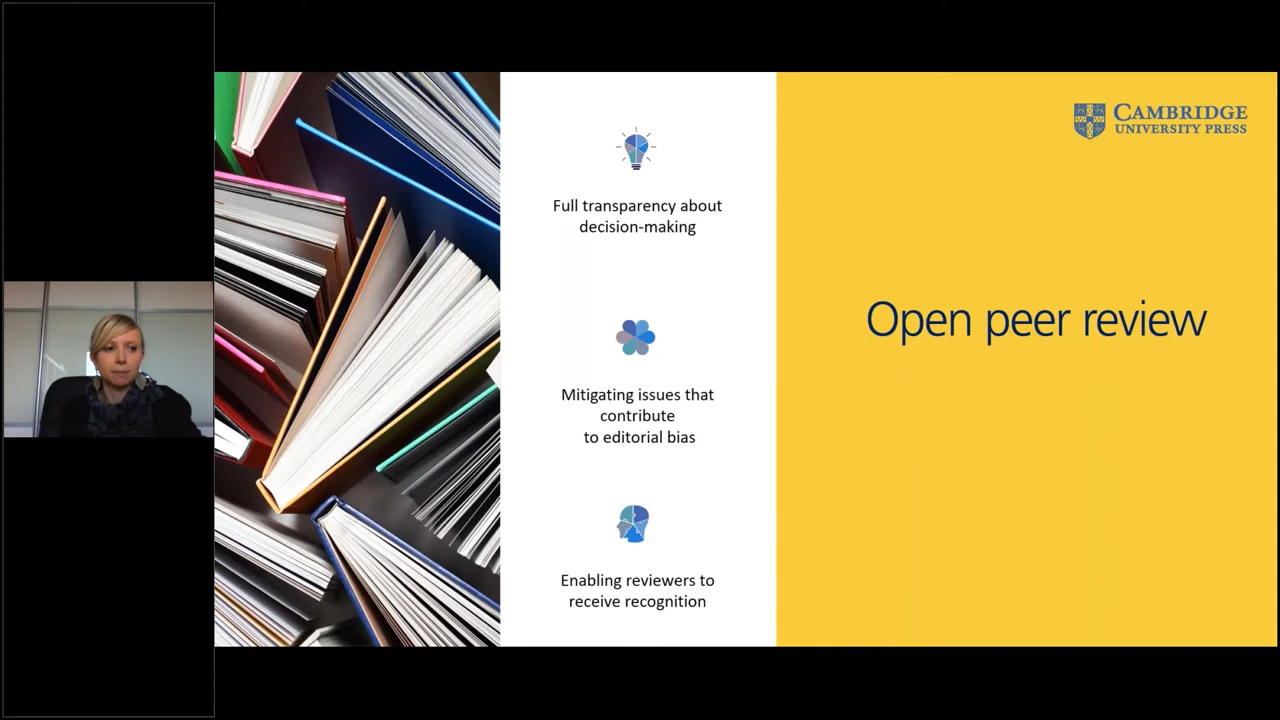 CAMBRIDGE
UNIVERSITY PRESS
Full transparency about
decision-making
Mitigating issues that
contribute
to editorial bias
Enabling reviewers to
receive recognition
Open peer review